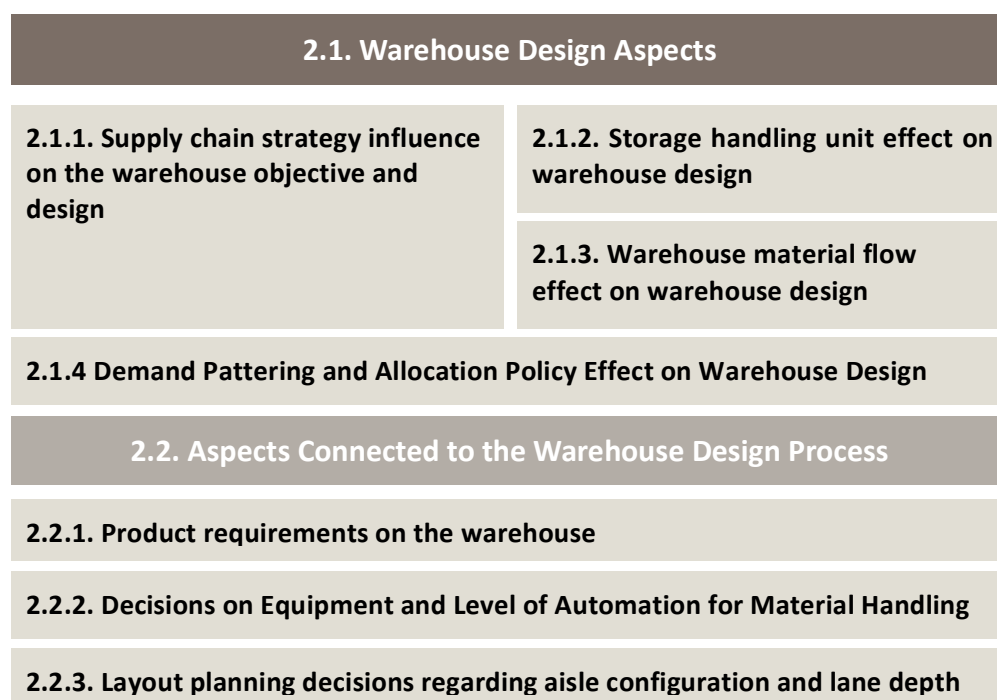 2.1. Warehouse Design Aspects
2.1.1. Supply chain strategy influence
on the warehouse objective and
design
2.1.2. Storage handling unit effect on
warehouse design
2.1.3. Warehouse material flow
effect on warehouse design
2.1.4 Demand Pattering and Allocation Policy Effect on Warehouse Design
2.2. Aspects Connected to the Warehouse Design Process
2.2.1. Product requirements on the warehouse
2.2.2. Decisions on Equipment and Level of Automation for Material Handling
2.2.3. Layout planning decisions regarding aisle configuration and lane depth